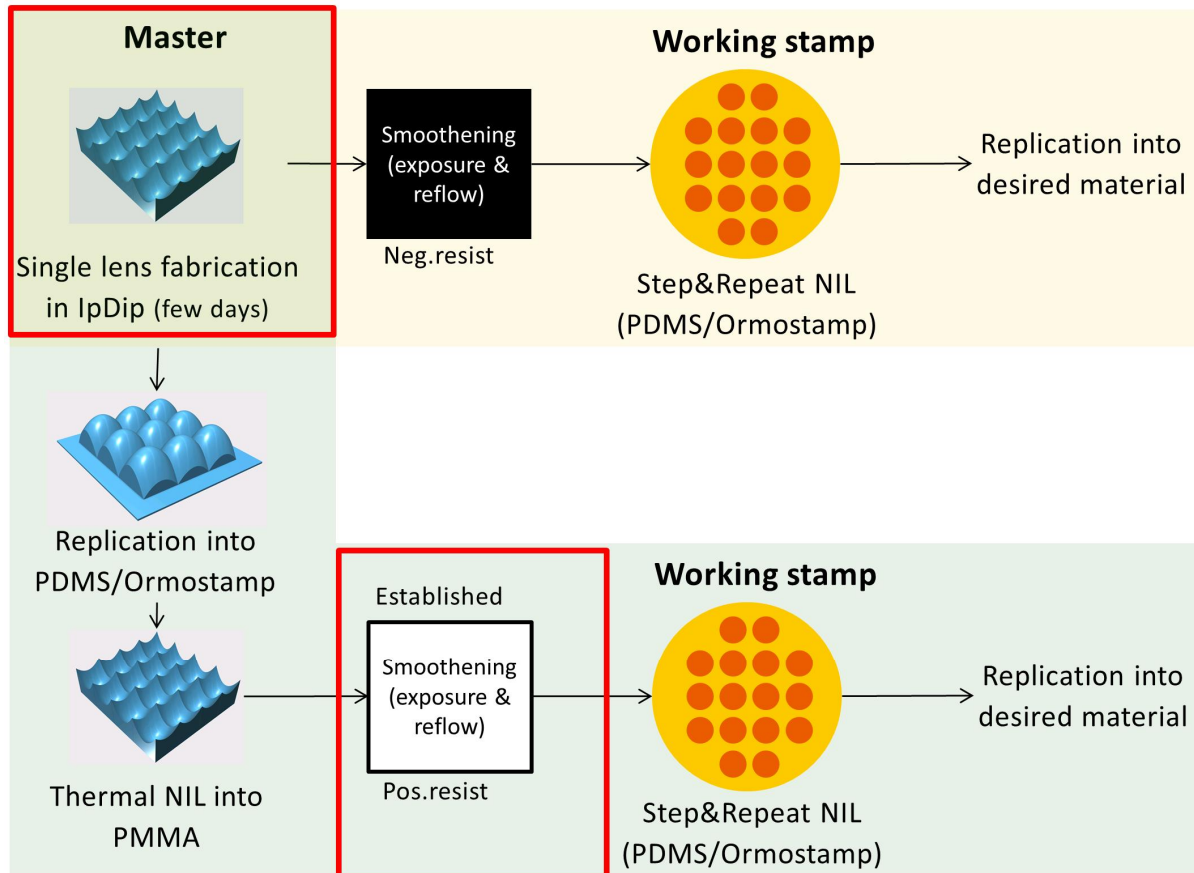 Master
Single lens fabrication
in IpDip (few days)
Smoothening
(exposure &
reflow)
Neg.resist
Working stamp
Step&Repeat NIL
(PDMS/Ormostamp)
Replication into
desired material
Replication into
PDMS/Ormostamp
Thermal NIL into
PMMA
Established
Smoothening
(exposure &
reflow)
Pos.resist
Working stamp
Step&Repeat NIL
(PDMS/Ormostamp)
Replication into
desired material